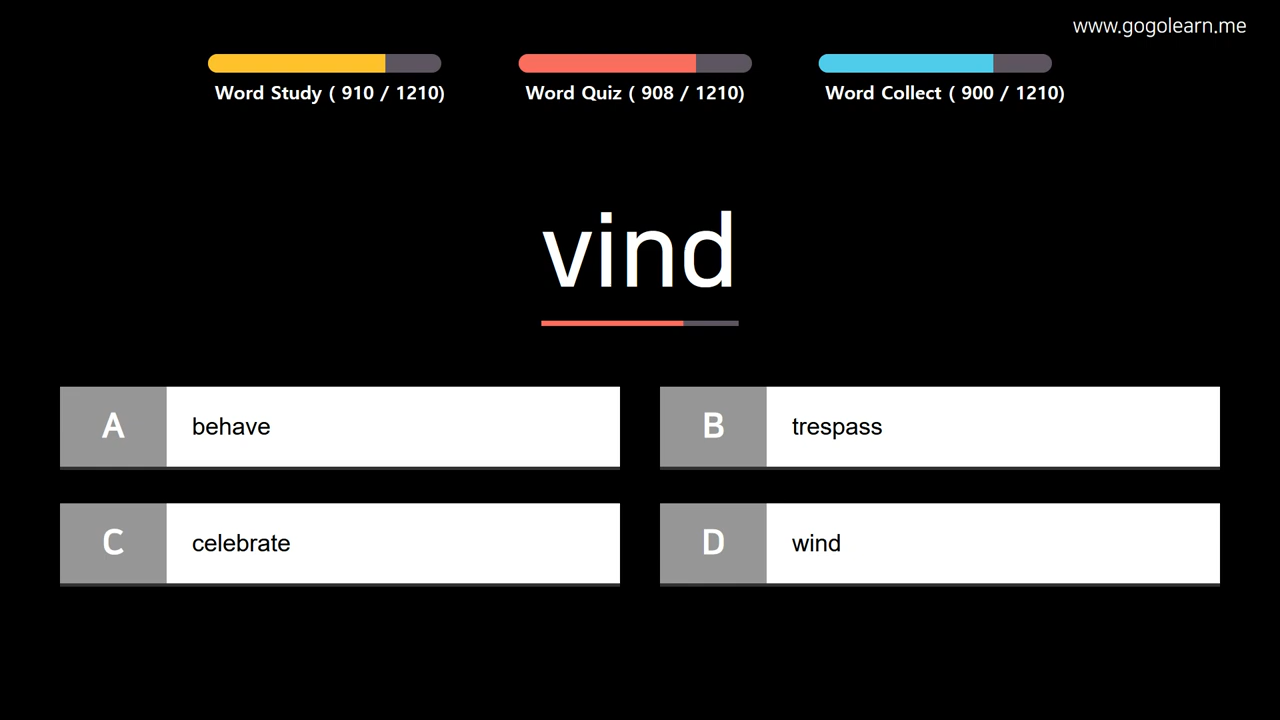 www.gogolearn.me
Word Study ( 910 / 1210)
Word Quiz ( 908 / 1210)
Word Collect ( 900 / 1210)
vind
A behave
B trespass
C celebrate
D wind